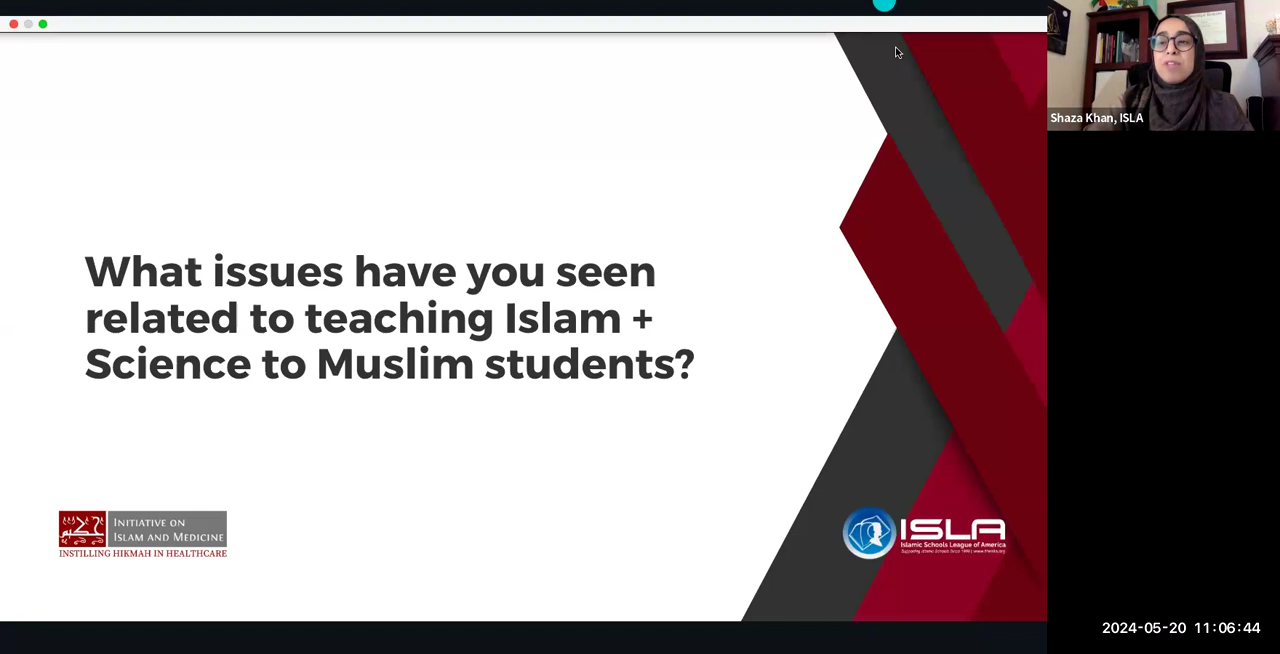 Shaza Khan, ISLA
What issues have you seen
related to teaching Islam +
Science to Muslim students?
INITIATIVE ON
ISLAM AND MEDICINE
INSTILLING HIKMAH IN HEALTHCARE
ISLA
Islamic Schools League of America
2024-05-20 11:06:44